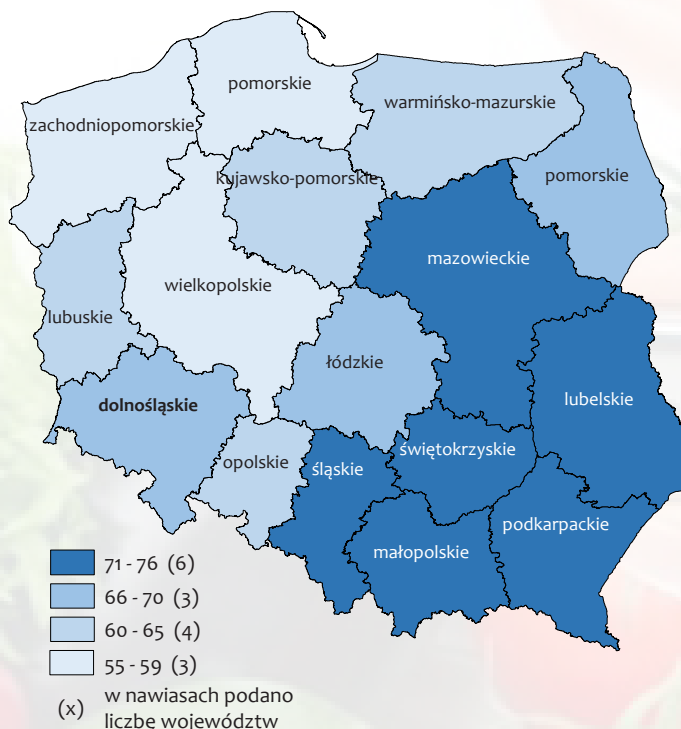 pomorskie
warmińsko-mazurskie
zachodniopomorskie
kujawsko-pomorskie
pomorskie
mazowieckie
wielkopolskie
lubuskie
łódzkie
dolnośląskie
lubelskie
świętokrzyskie
opolskie
śląskie
podkarpackie
małopolskie
71 - 76 (6)
66 - 70 (3)
60 - 65 (4)
55 - 59 (3)
(x) w nawiasach podano
liczbę województw